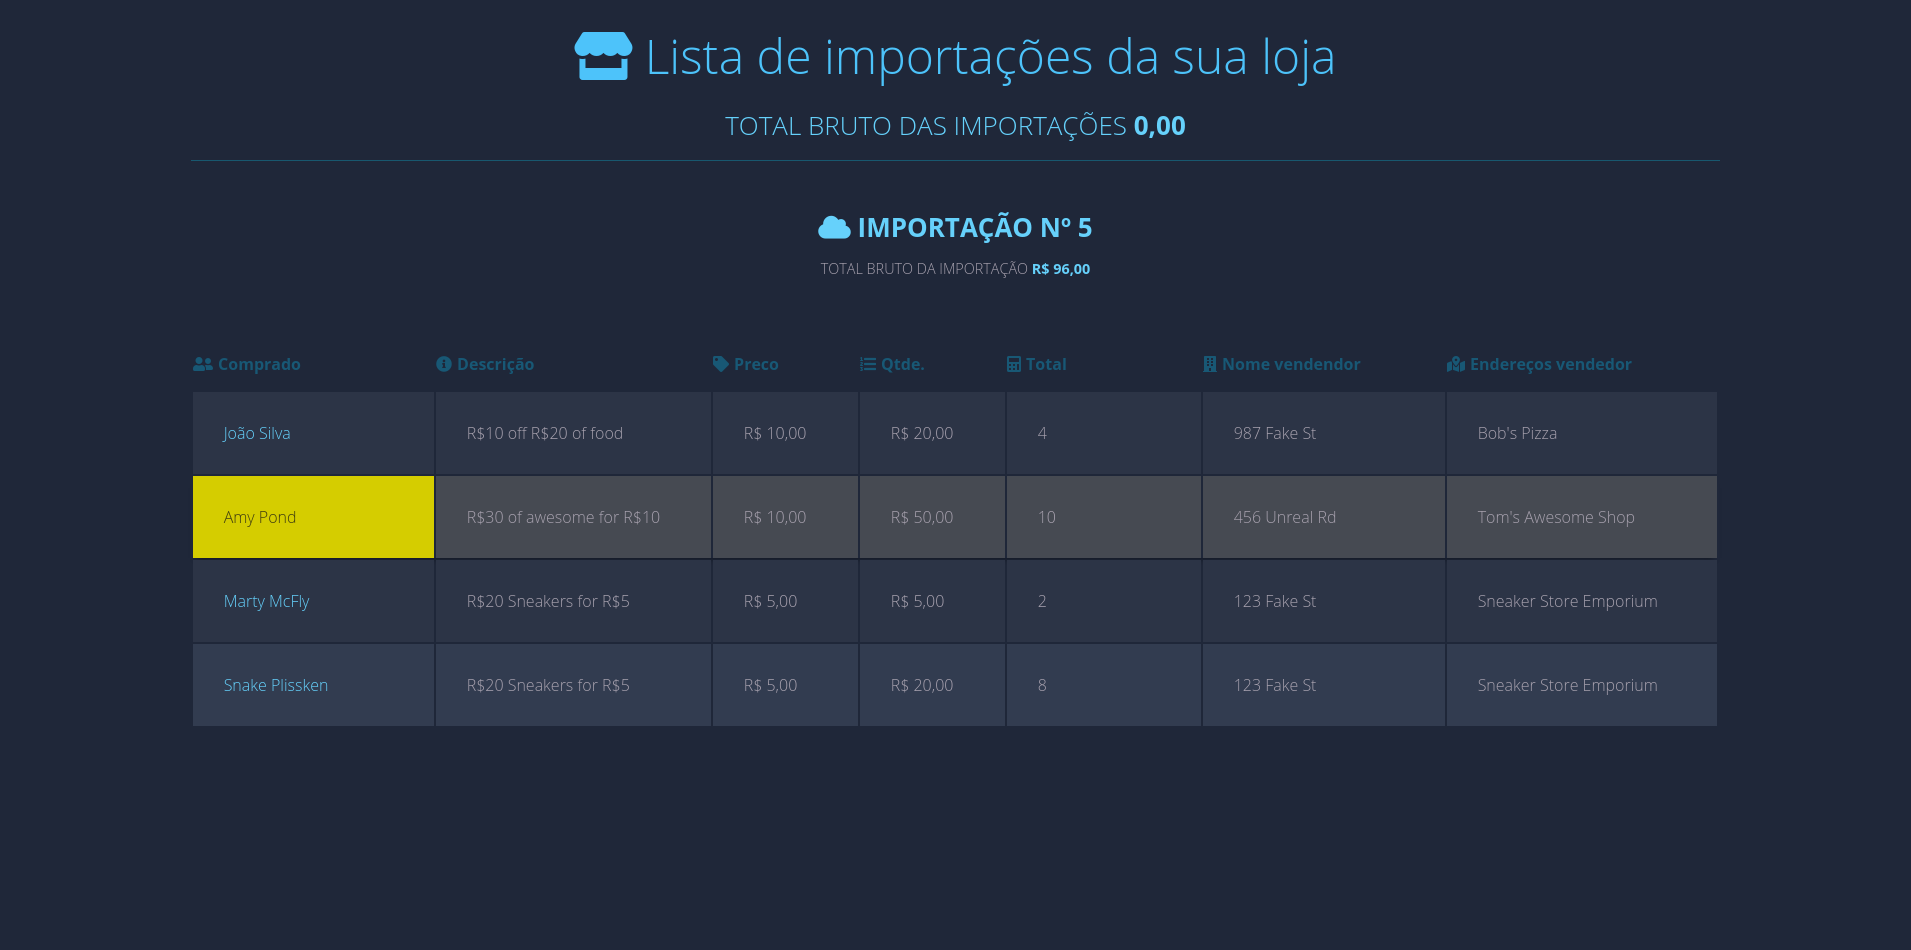 Lista de importações da sua loja
TOTAL BRUTO DAS IMPORTAÇÕES 0,00
IMPORTAÇÃO Nº 5
TOTAL BRUTO DA IMPORTAÇÃO R$ 96,00
Comprado Descrição Preco Qtde. Total Nome vendendor Endereços vendedor
João Silva R$10 off R$20 of food R$ 10,00 R$ 20,00 4 987 Fake St Bob's Pizza
Amy Pond R$30 of awesome for R$10 R$ 10,00 R$ 50,00 10 456 Unreal Rd Tom's Awesome Shop
Marty McFly R$20 Sneakers for R$5 R$ 5,00 R$ 5,00 2 123 Fake St Sneaker Store Emporium
Snake Plissken R$20 Sneakers for R$5 R$ 5,00 R$ 20,00 8 123 Fake St Sneaker Store Emporium